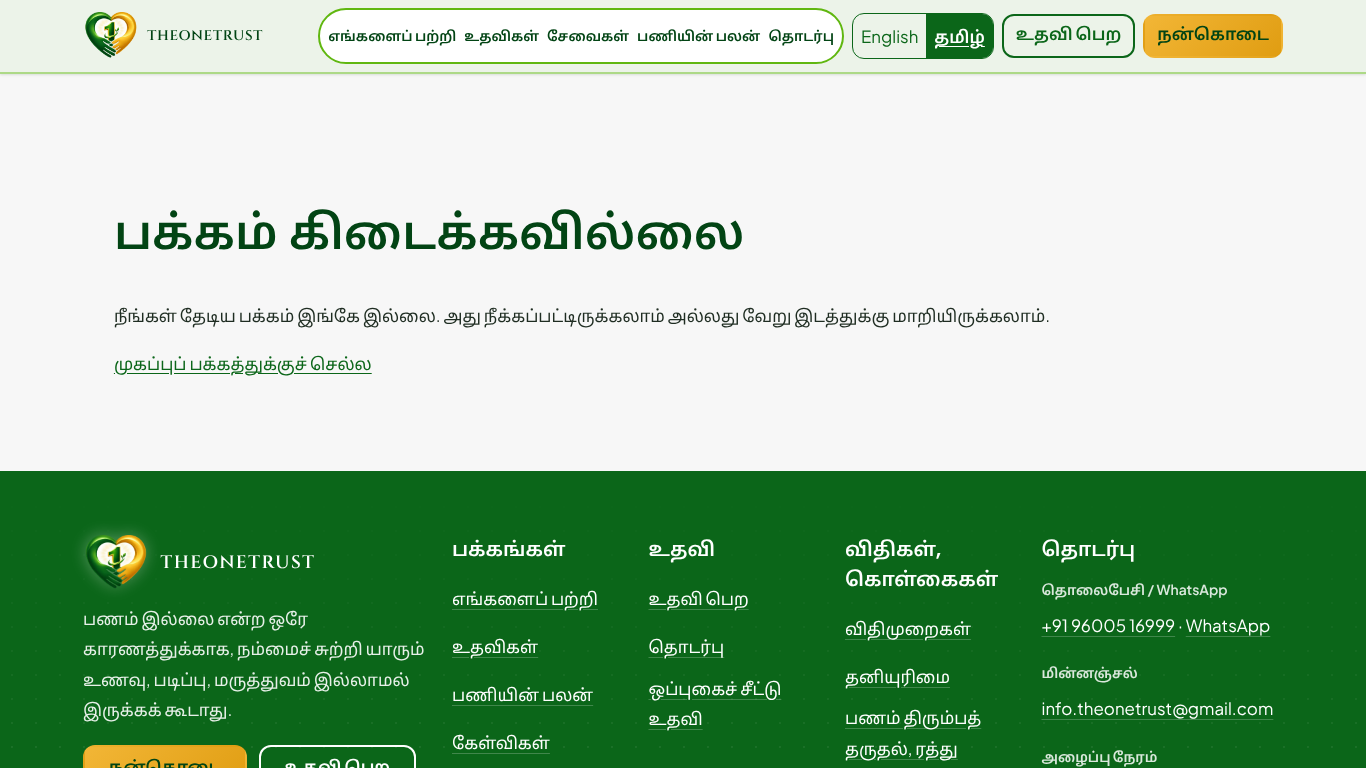 THEONETRUST
எங்களைப் பற்றி உதவிகள் சேவைகள் பணியின் பலன் தொடர்பு
English தமிழ்
உதவி பெற
நன்கொடை
பக்கம் கிடைக்கவில்லை
நீங்கள் தேடிய பக்கம் இங்கே இல்லை. அது நீக்கப்பட்டிருக்கலாம் அல்லது வேறு இடத்துக்கு மாறியிருக்கலாம்.
முகப்புப் பக்கத்துக்குச் செல்ல
THEONETRUST
பணம் இல்லை என்ற ஒரே
காரணத்துக்காக, நம்மைச் சுற்றி யாரும்
உணவு, படிப்பு, மருத்துவம் இல்லாமல்
இருக்கக் கூடாது.
நன்கொடை
உதவி பெற
பக்கங்கள்
எங்களைப் பற்றி
உதவிகள்
பணியின் பலன்
கேள்விகள்
உதவி
உதவி பெற
தொடர்பு
ஒப்புகைச் சீட்டு
உதவி
விதிகள்,
கொள்கைகள்
விதிமுறைகள்
தனியுரிமை
பணம் திரும்பத்
தருதல், ரத்து
தொடர்பு
தொலைபேசி / WhatsApp
+91 96005 16999 · WhatsApp
மின்னஞ்சல்
info.theonetrust@gmail.com
அழைப்பு நேரம்